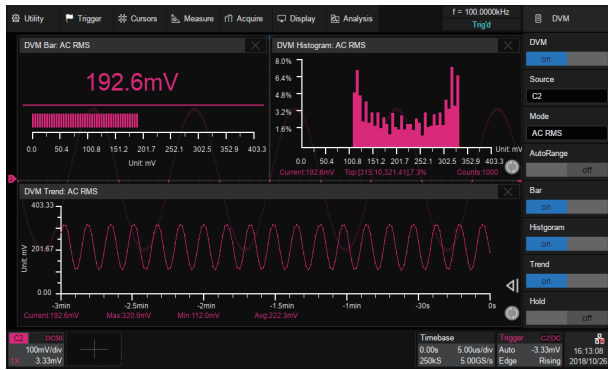 Utility Trigger Cursors Measure Acquire Display Analysis f = 100.0000kHz Trig'd DVM
DVM Bar: AC RMS
192.6mV
0.0 50.4 100.8 151.2 201.7 252.1 302.5 352.9 403.3
Unit: mV
DVM Histogram: AC RMS
8.0%
6.4%
4.8%
3.2%
1.6%
Unit: mV
0.0 50.4 100.8 151.2 201.7 252.1 302.5 352.9 403.3
Current:192.6mV Top:[315.10,321.41],7.3% Counts:1000
DVM Trend: AC RMS
403.33
201.67
0.00
Unit: mV
-3min -2.5min -2min -1.5min -1min -30s 0s
Current:192.6mV Max:320.9mV Min:112.0mV Avg:222.3mV
DVM
on
Source
C2
Mode
AC RMS
AutoRange
off
Bar
on
Histgoram
on
Trend
on
Hold
off
C2 DC50
100mV/div
1X 3.33mV
Timebase
0.00s 5.00us/div
250kS 5.00GS/s
Trigger C2 DC
Auto -3.33mV
Edge Rising
16:13:08
2018/10/26